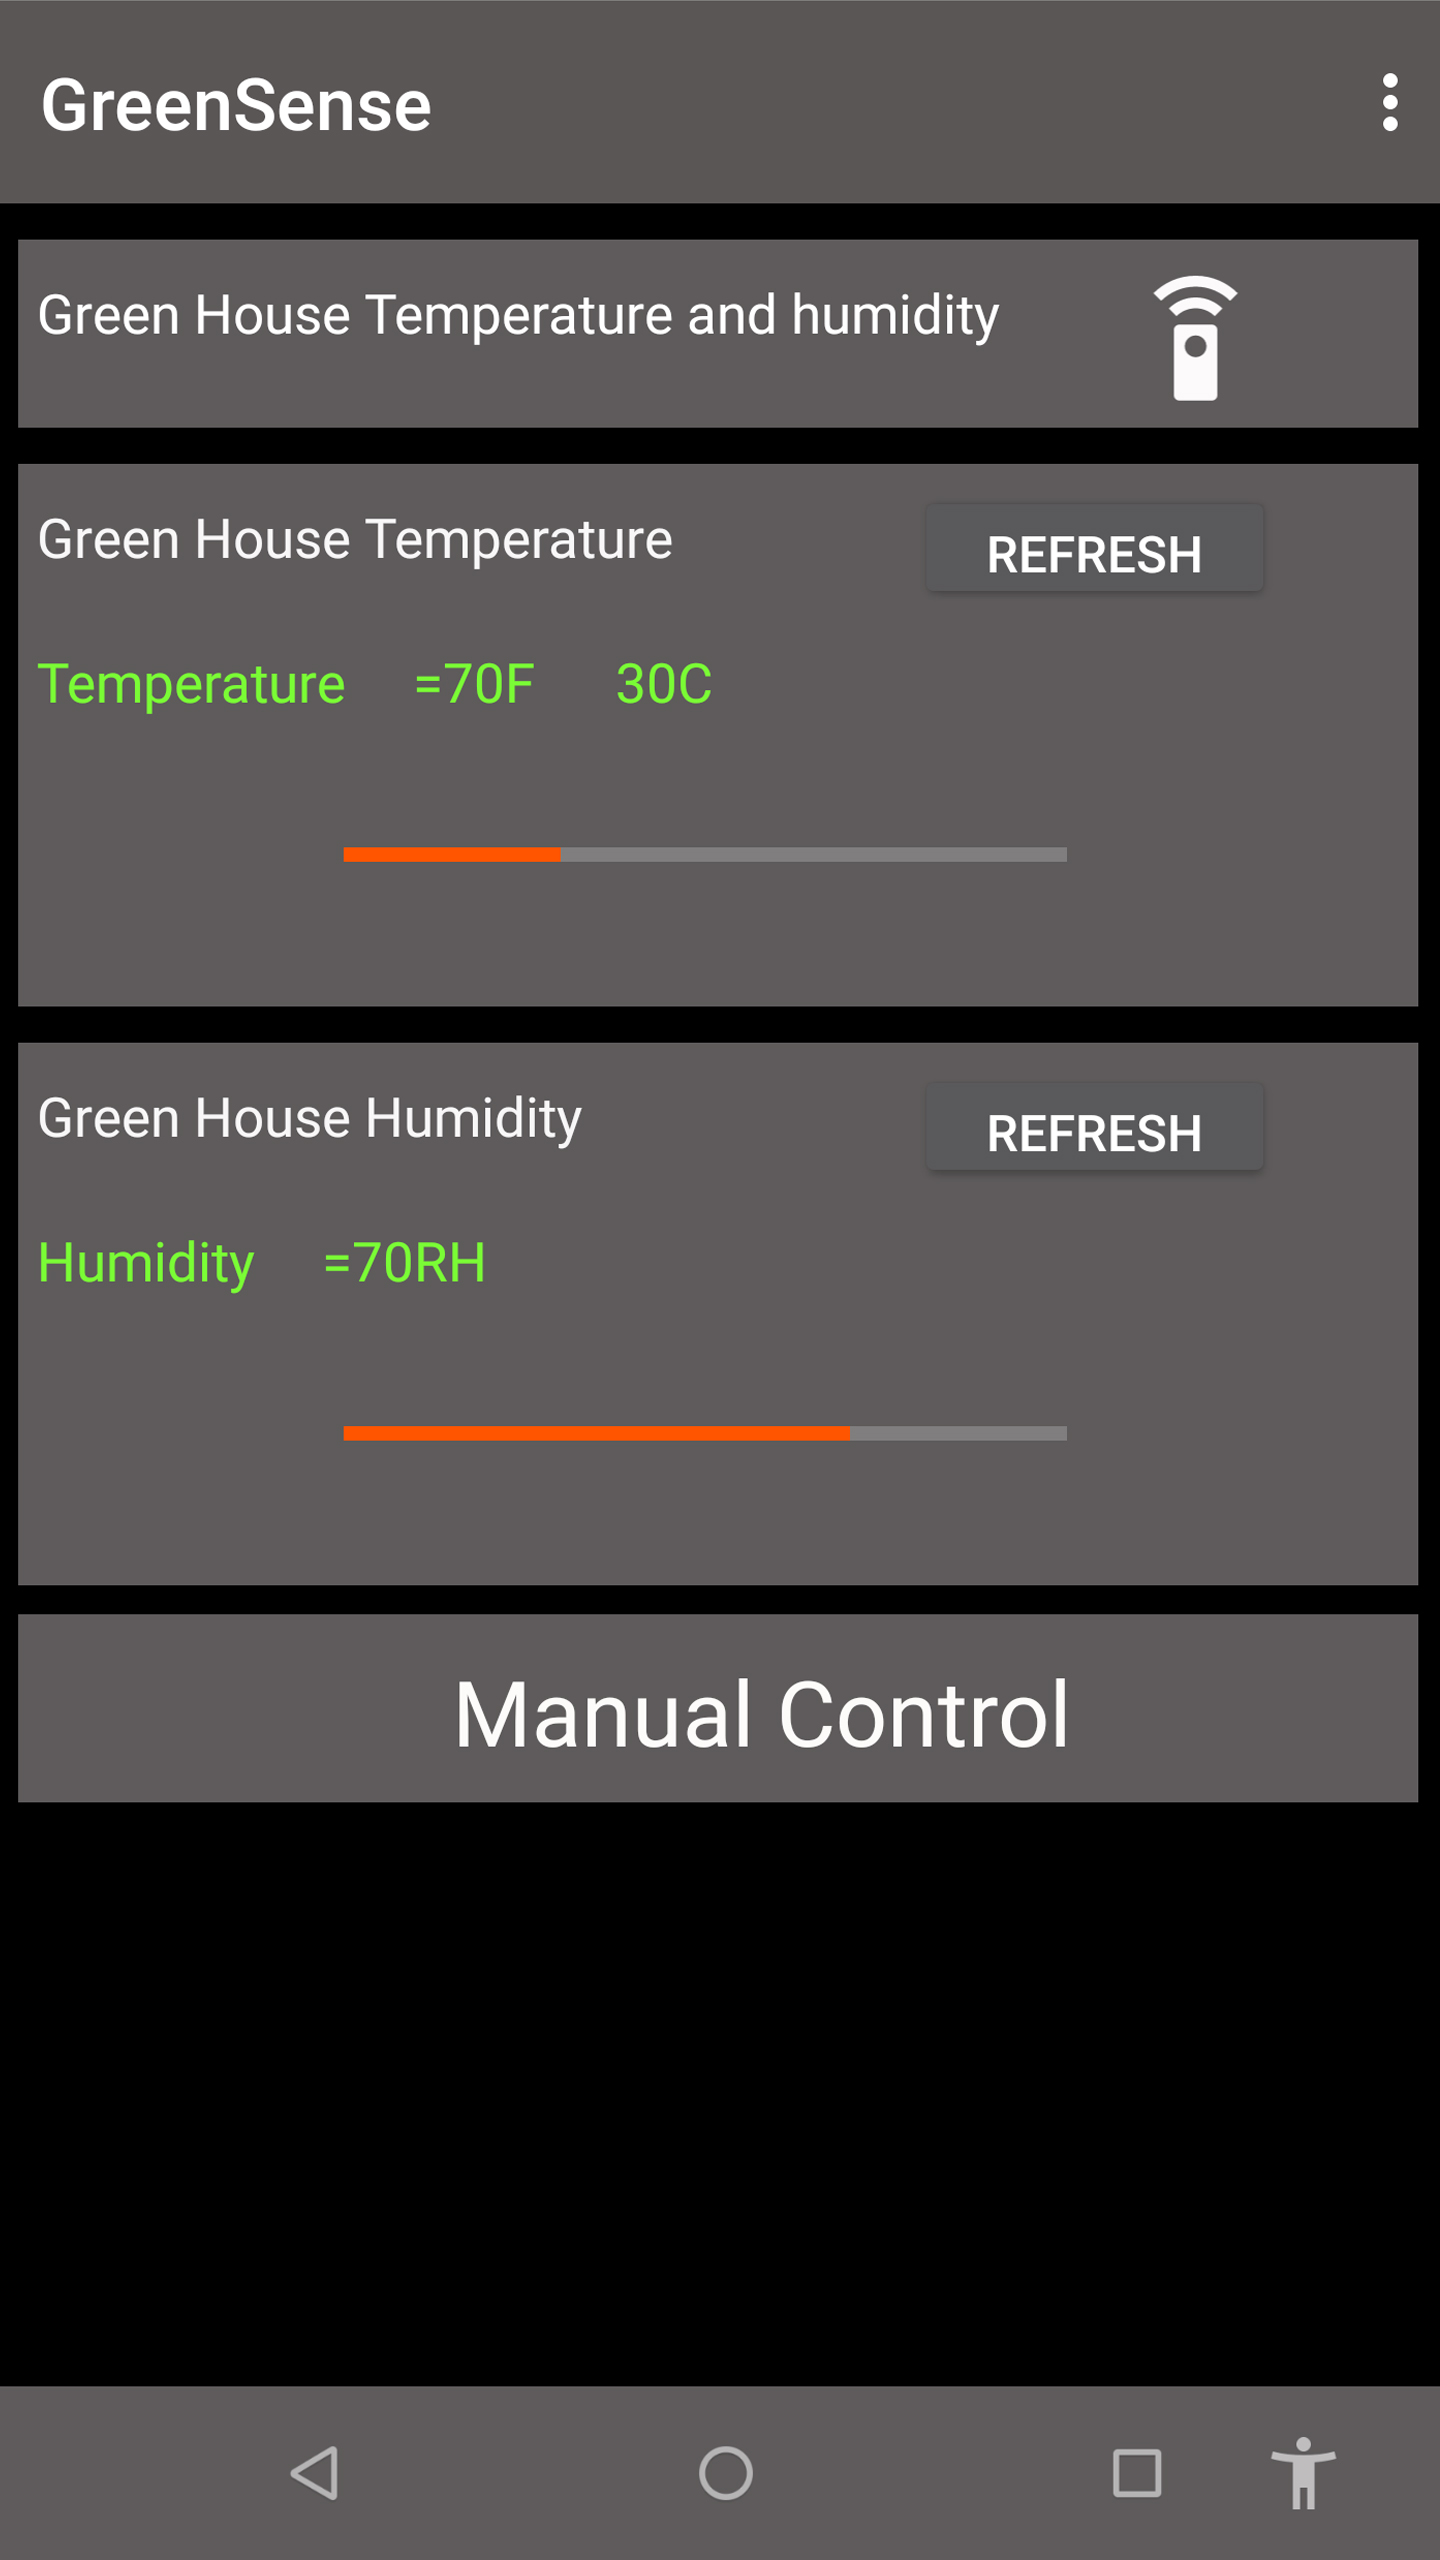 GreenSense
Green House Temperature and humidity
Green House Temperature
REFRESH
Temperature =70F 30C
Green House Humidity
REFRESH
Humidity =70RH
Manual Control